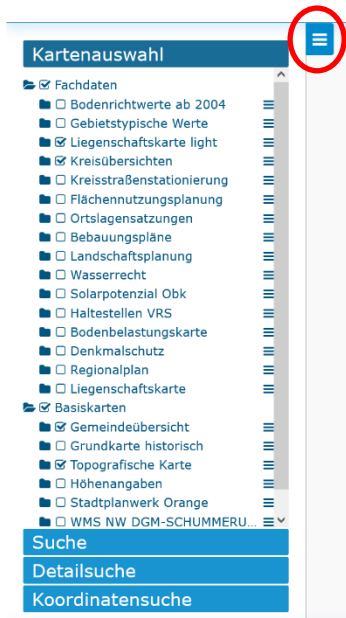 Kartenauswahl
Fachdaten
Bodenrichtwerte ab 2004
Gebietstypische Werte
Liegenschaftskarte light
Kreisübersichten
Kreisstraßenstationierung
Flächennutzungsplanung
Ortslagensatzungen
Bebauungspläne
Landschaftsplanung
Wasserrecht
Solarpotenzial Obk
Haltestellen VRS
Bodenbelastungskarte
Denkmalschutz
Regionalplan
Liegenschaftskarte
Basiskarten
Gemeindeübersicht
Grundkarte historisch
Topografische Karte
Höhenangaben
Stadtplanwerk Orange
WMS NW DGM-SCHUMMERU...
Suche
Detailsuche
Koordinatensuche